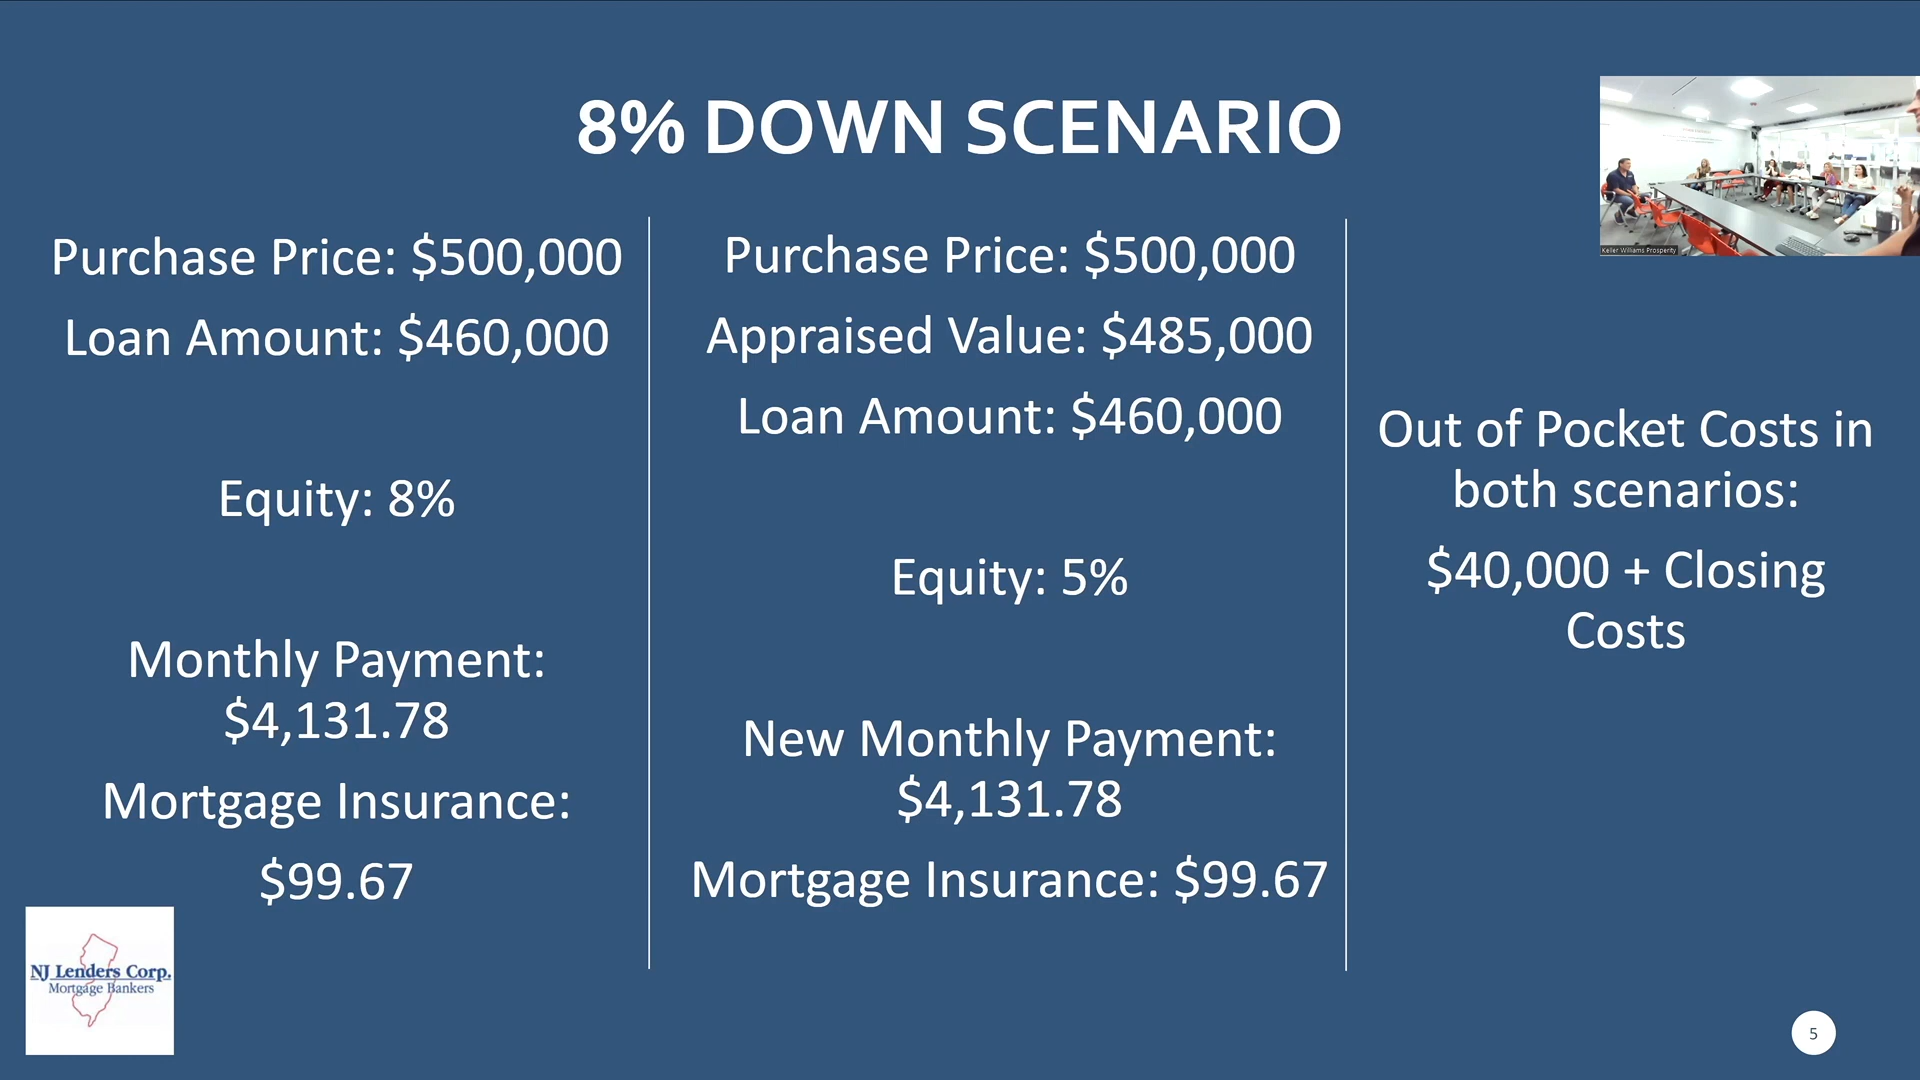 8% DOWN SCENARIO
Purchase Price: $500,000
Loan Amount: $460,000
Equity: 8%
Monthly Payment:
$4,131.78
Mortgage Insurance:
$99.67
Purchase Price: $500,000
Appraised Value: $485,000
Loan Amount: $460,000
Equity: 5%
New Monthly Payment:
$4,131.78
Mortgage Insurance: $99.67
Out of Pocket Costs in
both scenarios:
$40,000 + Closing
Costs
Keller Williams Prosperity
NJ Lenders Corp.
Mortgage Bankers
5